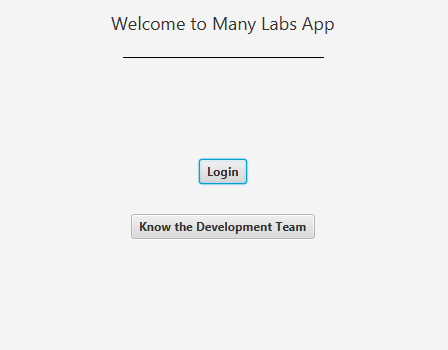 Welcome to Many Labs App
Login
Know the Development Team